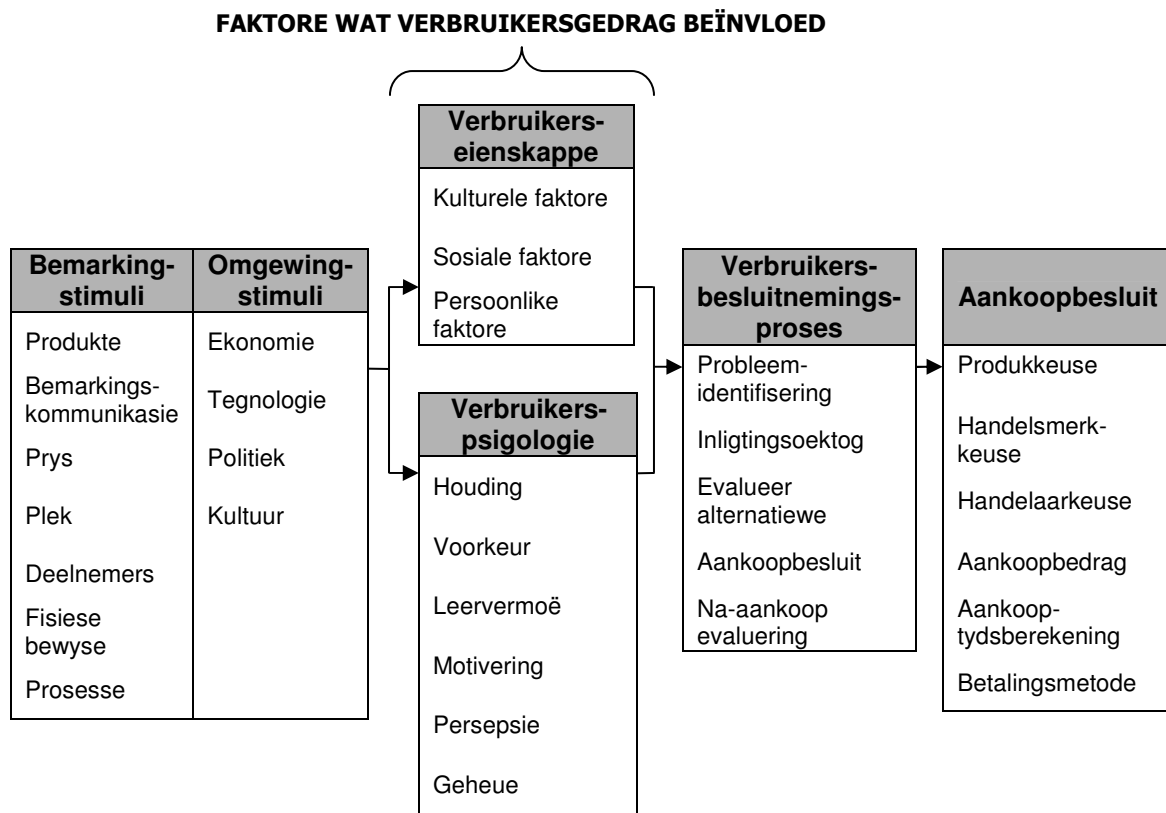 FAKTORE WAT VERBRUIKERSGEDRAG BEÏNVLOED
Bemarking-
stimuli
Produkte
Bemarkings-
kommunikasie
Prys
Plek
Deelnemers
Fisiese
bewyse
Prosesse
Omgewing-
stimuli
Ekonomie
Tegnologie
Politiek
Kultuur
Verbruikers-
eienskappe
Kulturele faktore
Sosiale faktore
Persoonlike
faktore
Verbruikers-
psigologie
Houding
Voorkeur
Leervermoë
Motivering
Persepsie
Geheue
Verbruikers-
besluitnemings-
proses
Probleem-
identifisering
Inligtingsoektog
Evalueer
alternatiewe
Aankoopbesluit
Na-aankoop
evaluering
Aankoopbesluit
Produkkeuse
Handelsmerk-
keuse
Handelaarkeuse
Aankoopbedrag
Aankoop-
tydsberekening
Betalingsmetode